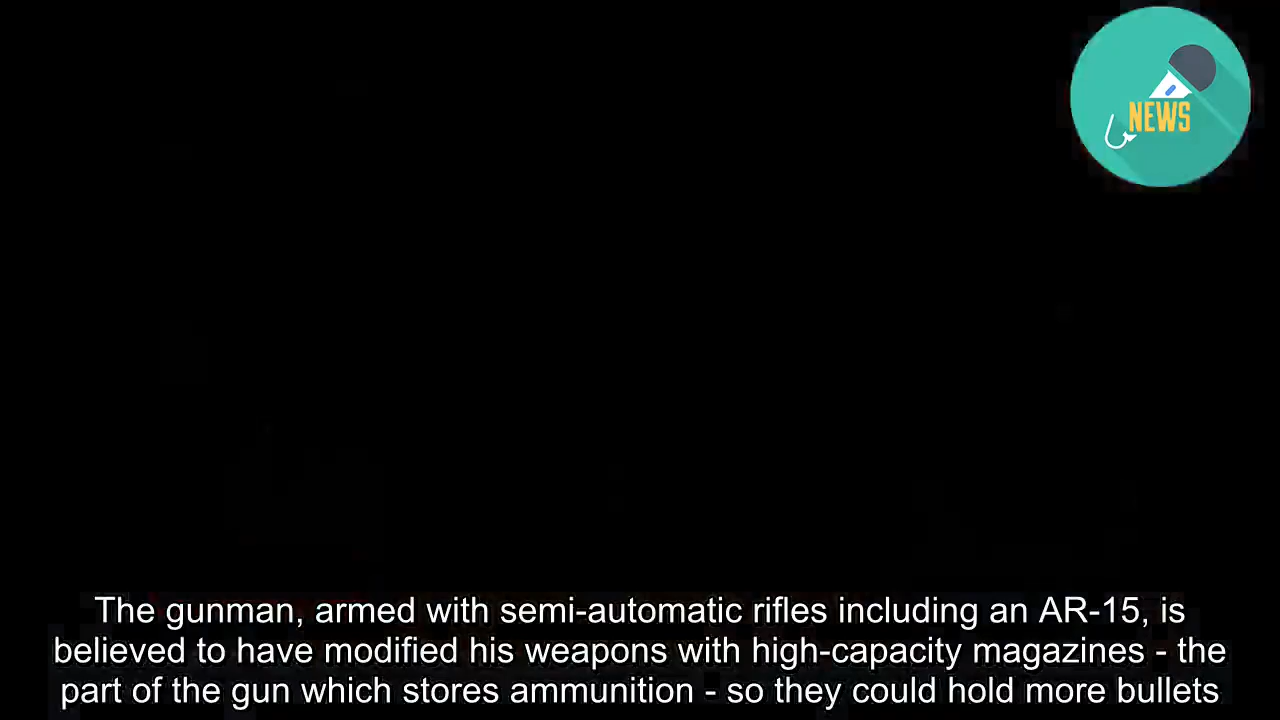 NEWS
The gunman, armed with semi-automatic rifles including an AR-15, is
believed to have modified his weapons with high-capacity magazines - the
part of the gun which stores ammunition - so they could hold more bullets